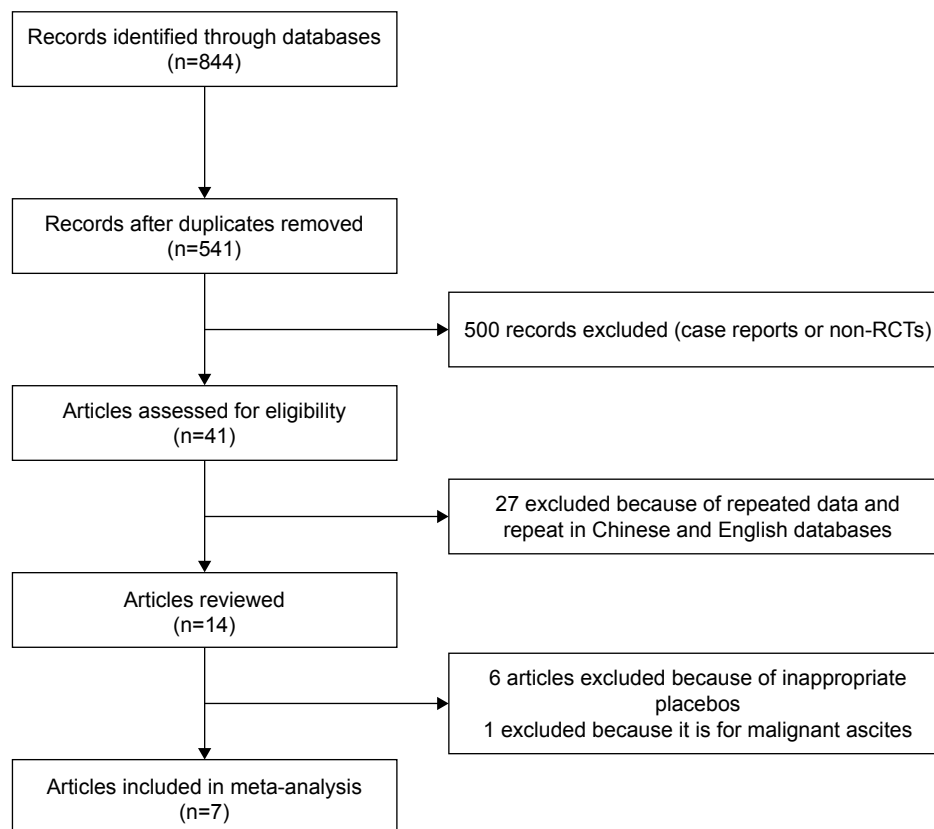 Records identified through databases
(n=844)
Records after duplicates removed
(n=541)
500 records excluded (case reports or non-RCTs)
Articles assessed for eligibility
(n=41)
27 excluded because of repeated data and
repeat in Chinese and English databases
Articles reviewed
(n=14)
6 articles excluded because of inappropriate
placebos
1 excluded because it is for malignant ascites
Articles included in meta-analysis
(n=7)